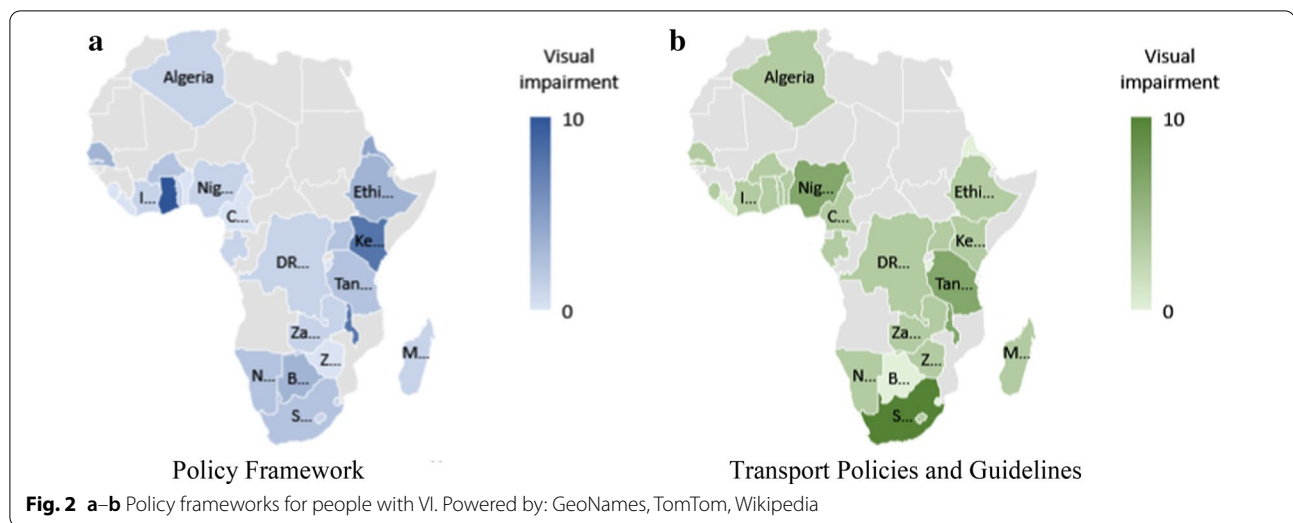 a
Visual
impairment
10
0
Algeria
I...
Nig...
C...
Ethi...
Ke...
DR...
Tan...
Za...
Z...
M...
N...
B...
S...
Policy Framework
b
Visual
impairment
10
0
Algeria
I...
Nig...
C...
Ethi...
Ke...
DR...
Tan...
Za...
Z...
M...
N...
B...
S...
Transport Policies and Guidelines
Fig. 2 a–b Policy frameworks for people with VI. Powered by: GeoNames, TomTom, Wikipedia